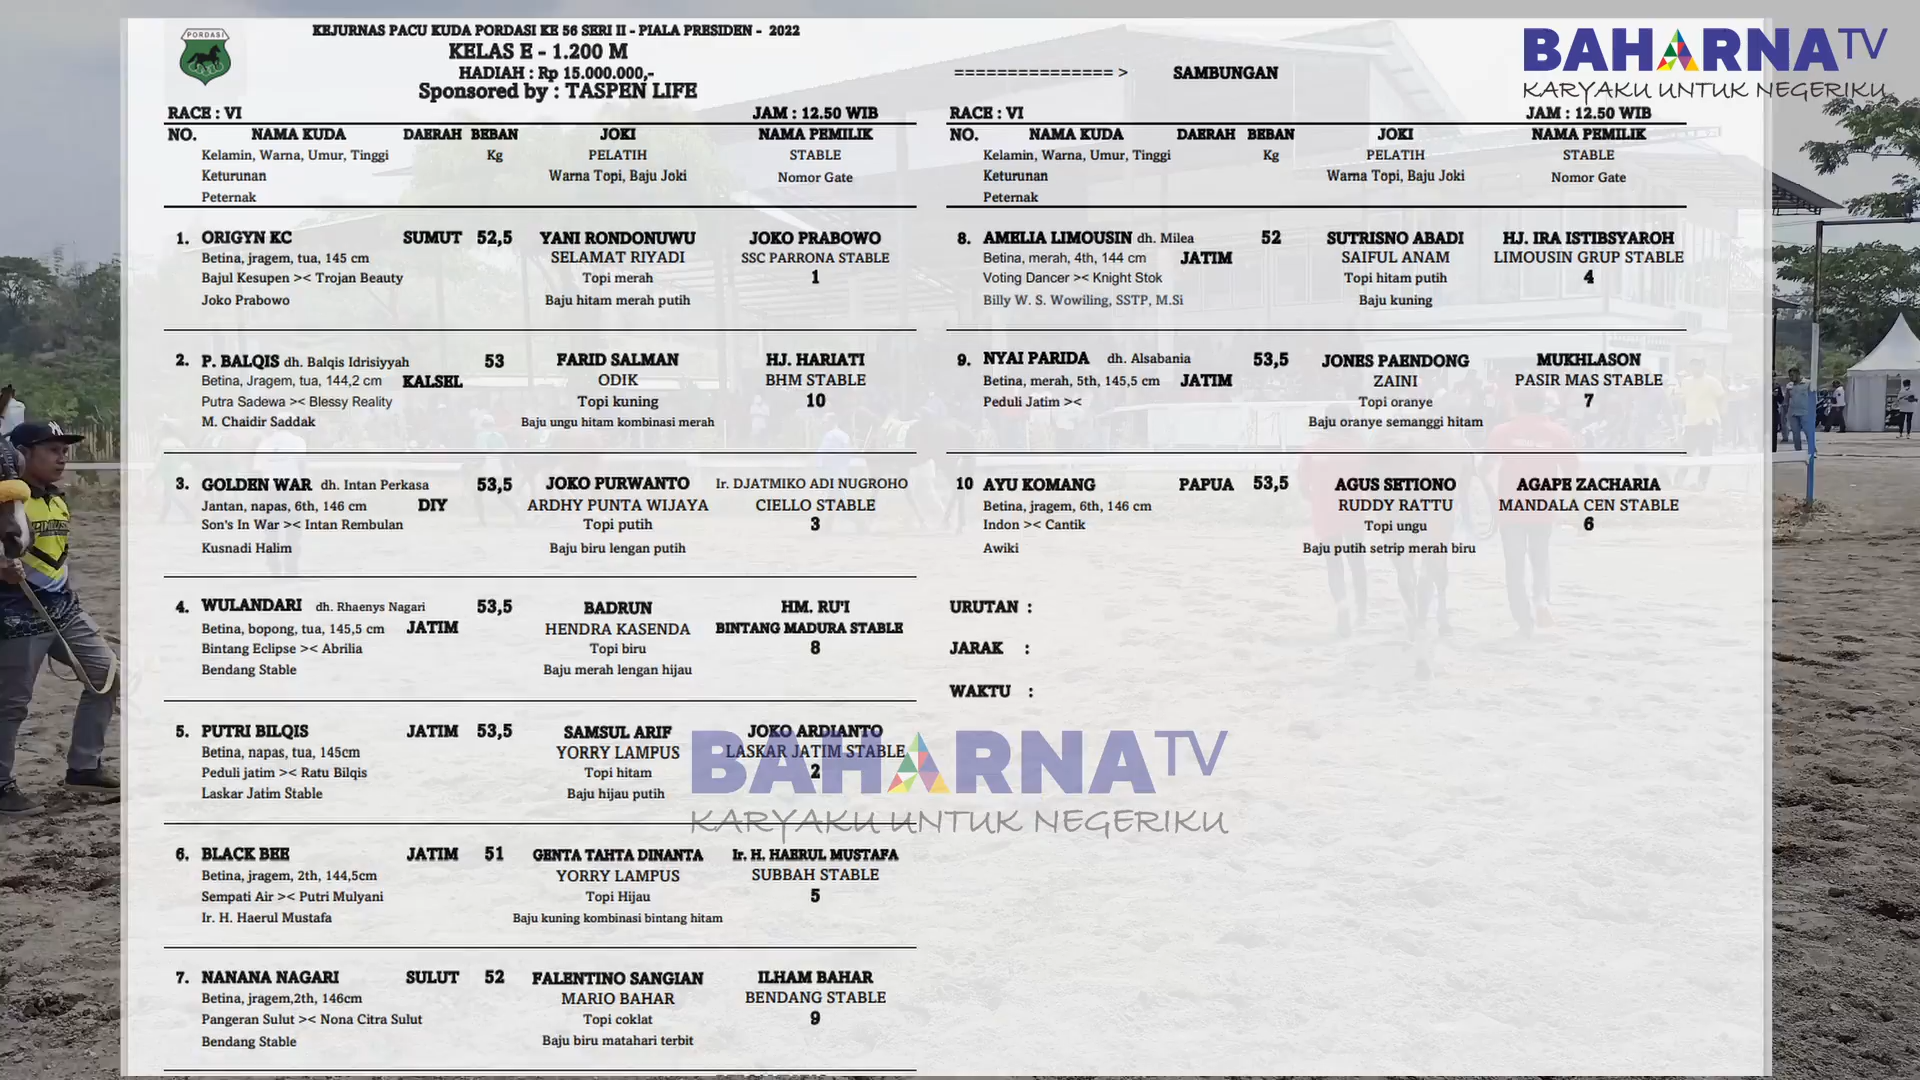 PORDASI
KEJURNAS PACU KUDA PORDASI KE 56 SERI II - PIALA PRESIDEN - 2022
KELAS E - 1.200 M
HADIAH : Rp 15.000.000,-
Sponsored by : TASPEN LIFE
RACE : VI JAM : 12.50 WIB
NO. NAMA KUDA DAERAH BEBAN JOKI NAMA PEMILIK
Kelamin, Warna, Umur, Tinggi Kg PELATIH STABLE
Keturunan Warna Topi, Baju Joki Nomor Gate
Peternak
1. ORIGYN KC SUMUT 52,5 YANI RONDONUWU JOKO PRABOWO
Betina, jragem, tua, 145 cm SELAMAT RIYADI SSC PARRONA STABLE
Bajul Kesupen >< Trojan Beauty Topi merah 1
Joko Prabowo Baju hitam merah putih
2. P. BALQIS dh. Balqis Idrisiyyah 53 FARID SALMAN HJ. HARIATI
Betina, Jragem, tua, 144,2 cm KALSEL ODIK BHM STABLE
Putra Sadewa >< Blessy Reality Topi kuning 10
M. Chaidir Saddak Baju ungu hitam kombinasi merah
3. GOLDEN WAR dh. Intan Perkasa 53,5 JOKO PURWANTO Ir. DJATMIKO ADI NUGROHO
Jantan, napas, 6th, 146 cm DIY ARDHY PUNTA WIJAYA CIELLO STABLE
Son's In War >< Intan Rembulan Topi putih 3
Kusnadi Halim Baju biru lengan putih
4. WULANDARI dh. Rhaenys Nagari 53,5 BADRUN HM. RU'I
Betina, bopong, tua, 145,5 cm JATIM HENDRA KASENDA BINTANG MADURA STABLE
Bintang Eclipse >< Abrilia Topi biru 8
Bendang Stable Baju merah lengan hijau
5. PUTRI BILQIS JATIM 53,5 SAMSUL ARIF JOKO ARDIANTO
Betina, napas, tua, 145cm YORRY LAMPUS LASKAR JATIM STABLE
Peduli jatim >< Ratu Bilqis Topi hitam 2
Laskar Jatim Stable Baju hijau putih
6. BLACK BEE JATIM 51 GENTA TAHTA DINANTA Ir. H. HAERUL MUSTAFA
Betina, jragem, 2th, 144,5cm YORRY LAMPUS SUBBAH STABLE
Sempati Air >< Putri Mulyani Topi Hijau 5
Ir. H. Haerul Mustafa Baju kuning kombinasi bintang hitam
7. NANANA NAGARI SULUT 52 FALENTINO SANGIAN ILHAM BAHAR
Betina, jragem,2th, 146cm MARIO BAHAR BENDANG STABLE
Pangeran Sulut >< Nona Citra Sulut Topi coklat 9
Bendang Stable Baju biru matahari terbit
=============== > SAMBUNGAN
RACE : VI JAM : 12.50 WIB
NO. NAMA KUDA DAERAH BEBAN JOKI NAMA PEMILIK
Kelamin, Warna, Umur, Tinggi Kg PELATIH STABLE
Keturunan Warna Topi, Baju Joki Nomor Gate
Peternak
8. AMELIA LIMOUSIN dh. Milea 52 SUTRISNO ABADI HJ. IRA ISTIBSYAROH
Betina, merah, 4th, 144 cm JATIM SAIFUL ANAM LIMOUSIN GRUP STABLE
Voting Dancer >< Knight Stok Topi hitam putih 4
Billy W. S. Wowiling, SSTP, M.Si Baju kuning
9. NYAI PARIDA dh. Alsabania 53,5 JONES PAENDONG MUKHLASON
Betina, merah, 5th, 145,5 cm JATIM ZAINI PASIR MAS STABLE
Peduli Jatim >< Topi oranye 7
Baju oranye semanggi hitam
10 AYU KOMANG PAPUA 53,5 AGUS SETIONO AGAPE ZACHARIA
Betina, jragem, 6th, 146 cm RUDDY RATTU MANDALA CEN STABLE
Indon >< Cantik Topi ungu 6
Awiki Baju putih setrip merah biru
URUTAN :
JARAK :
WAKTU :
BAHARNA TV
KARYAKU UNTUK NEGERIKU
BAHARNA TV
KARYAKU UNTUK NEGERIKU